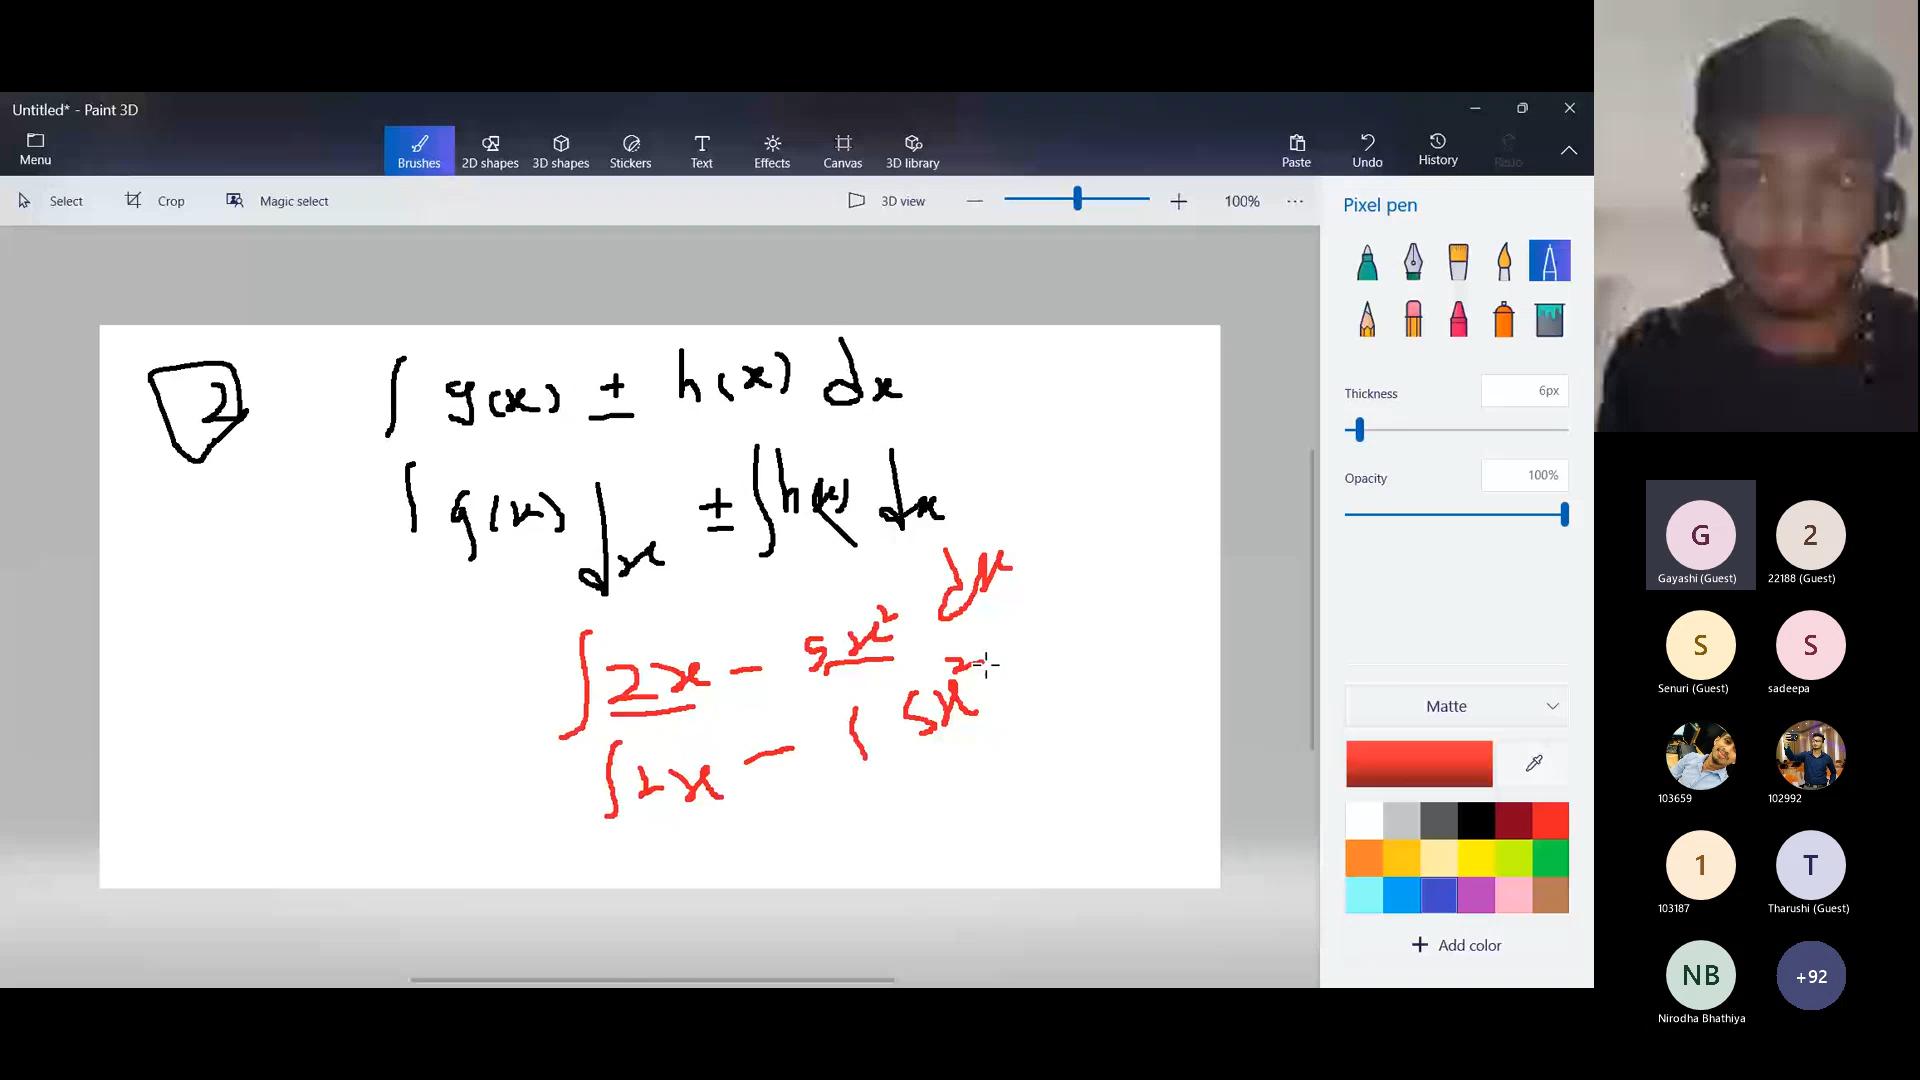 Untitled* - Paint 3D
Menu
Brushes 2D shapes 3D shapes Stickers Text Effects Canvas 3D library
Paste Undo History Redo
Select Crop Magic select
3D view 100%
Pixel pen
Thickness 6px
Opacity 100%
Matte
Add color
2
∫ g(x) ± h(x) dx
∫ g(x) dx ± ∫ h(x) dx
∫ 2x - 5x² dx
∫ 2x - ∫ 5x²
G 2
Gayashi (Guest) 22188 (Guest)
S S
Senuri (Guest) sadeepa
103659 102992
1 T
103187 Tharushi (Guest)
NB +92
Nirodha Bhathiya